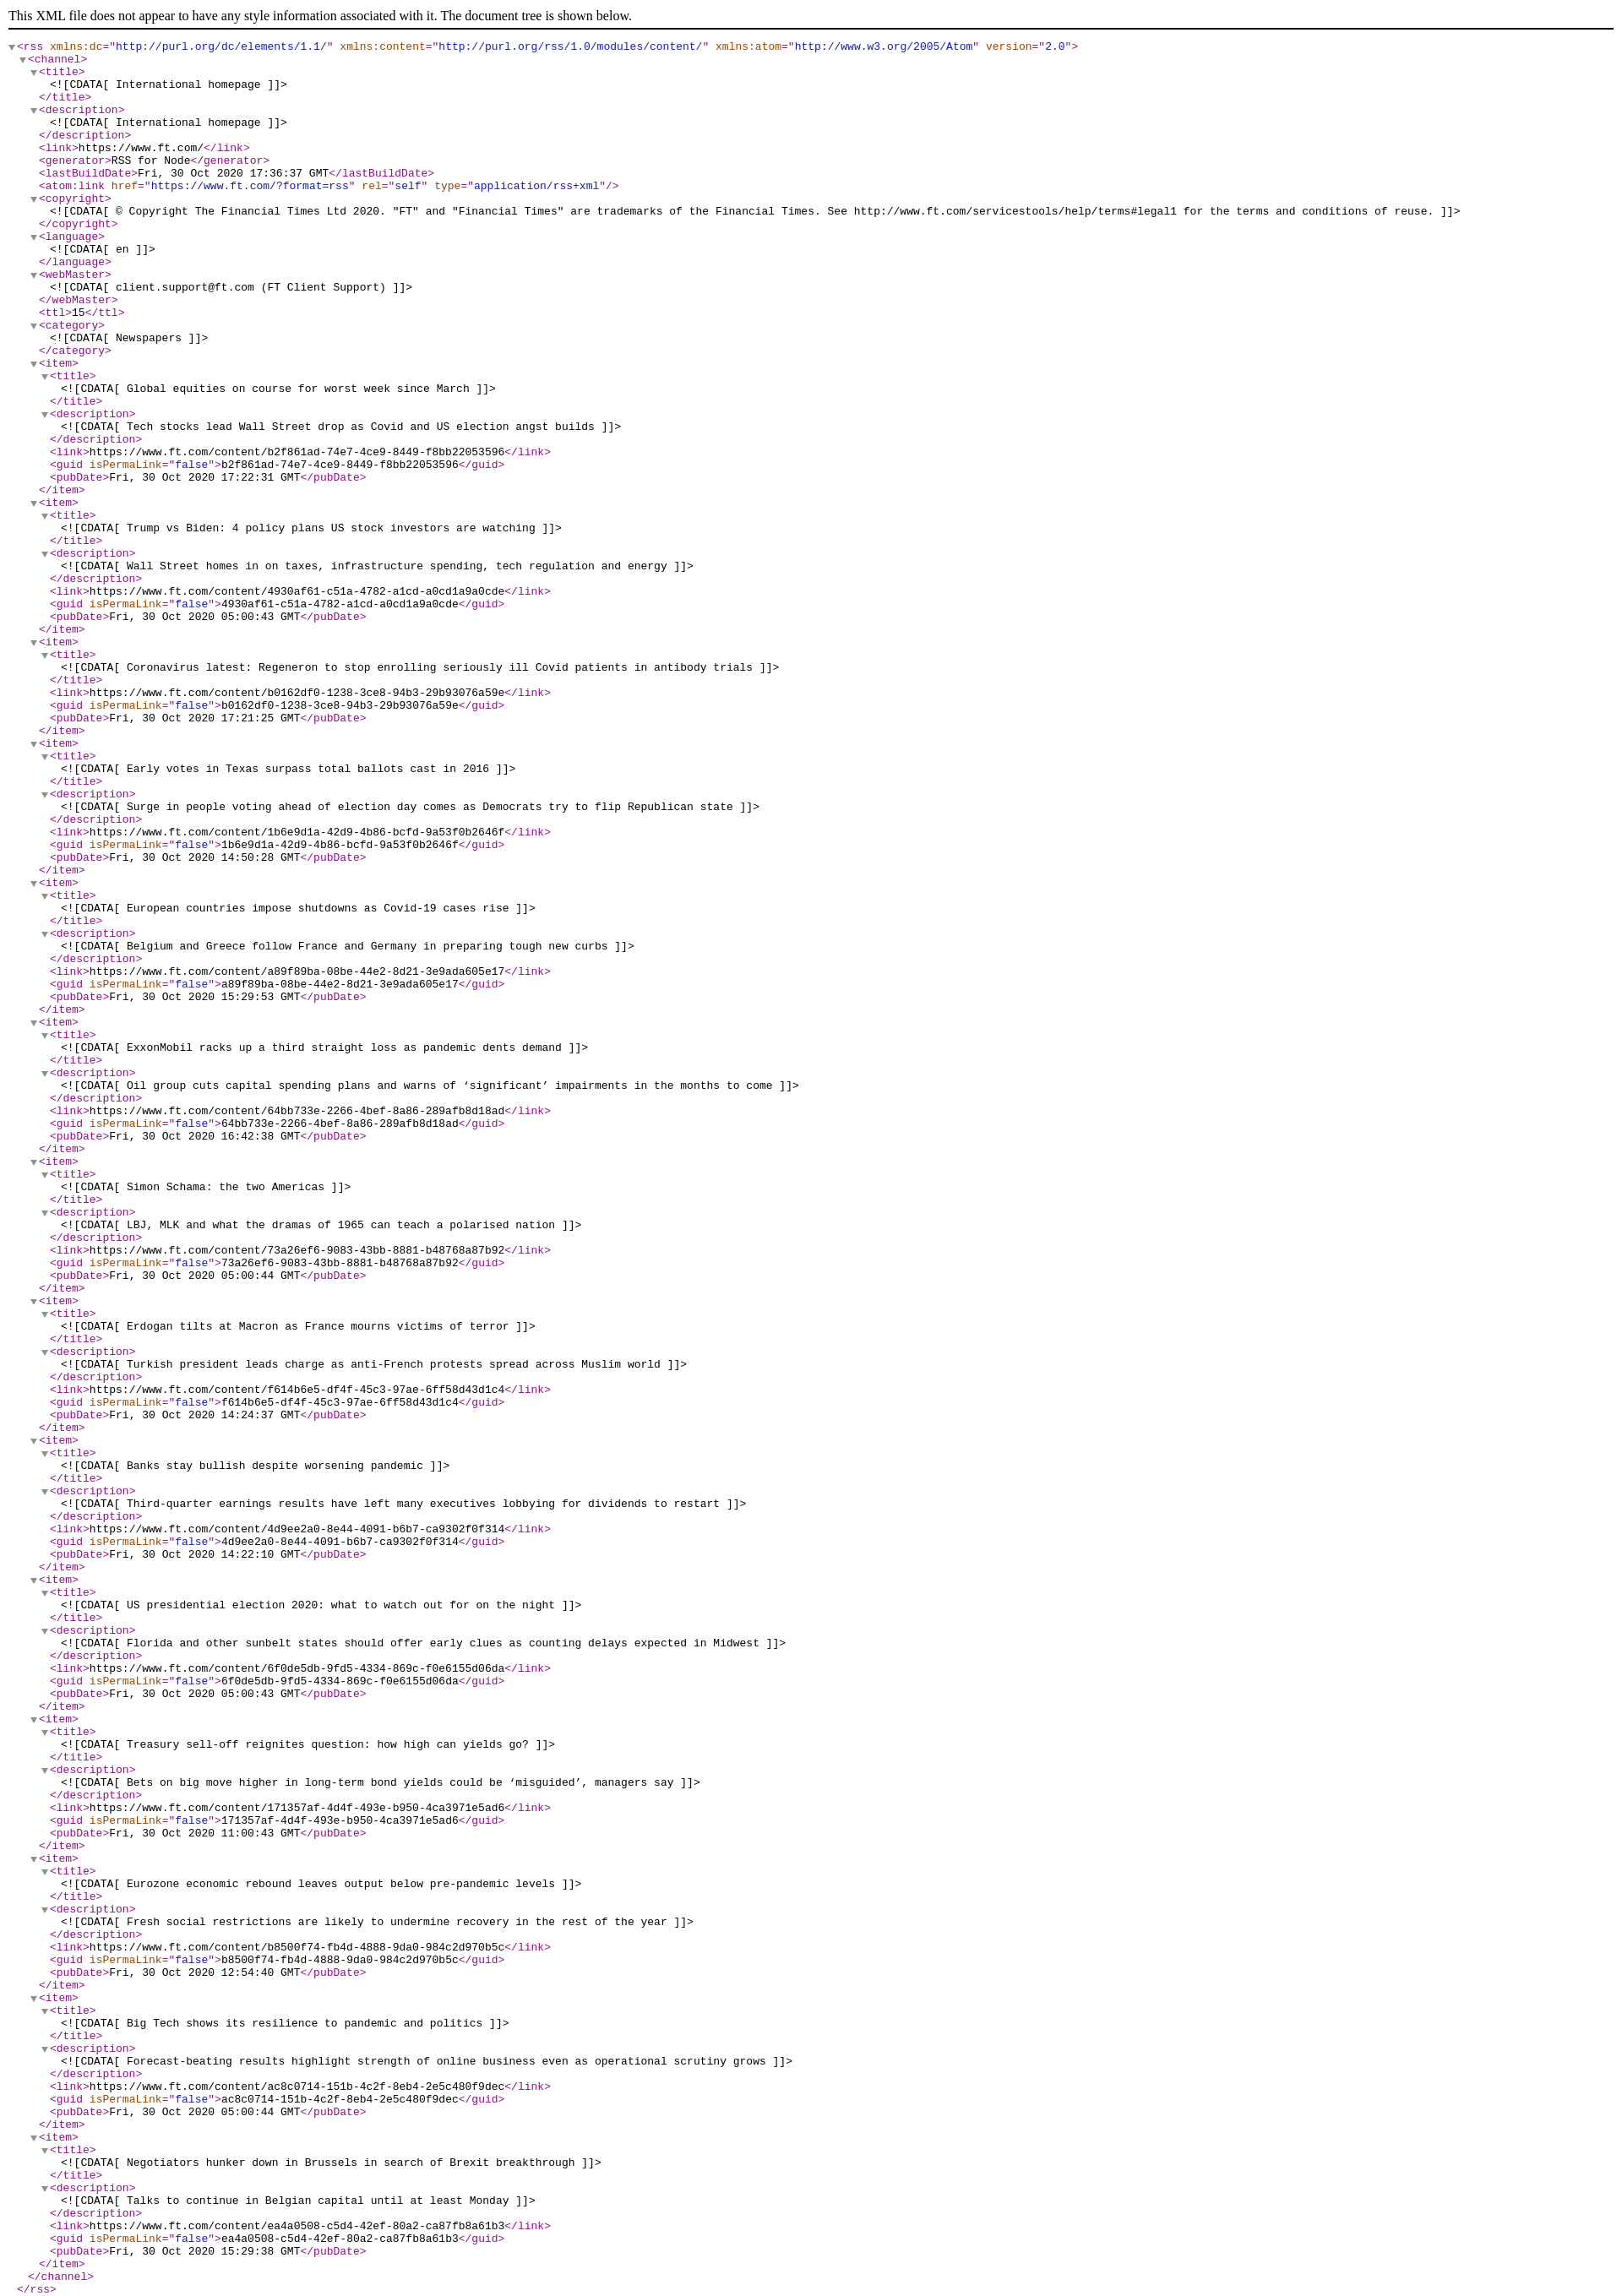 This XML file does not appear to have any style information associated with it. The document tree is shown below.
<rss xmlns:dc="http://purl.org/dc/elements/1.1/" xmlns:content="http://purl.org/rss/1.0/modules/content/" xmlns:atom="http://www.w3.org/2005/Atom" version="2.0">
<channel>
<title>
<![CDATA[ International homepage ]]>
</title>
<description>
<![CDATA[ International homepage ]]>
</description>
<link>https://www.ft.com/</link>
<generator>RSS for Node</generator>
<lastBuildDate>Fri, 30 Oct 2020 17:36:37 GMT</lastBuildDate>
<atom:link href="https://www.ft.com/?format=rss" rel="self" type="application/rss+xml"/>
<copyright>
<![CDATA[ © Copyright The Financial Times Ltd 2020. "FT" and "Financial Times" are trademarks of the Financial Times. See http://www.ft.com/servicestools/help/terms#legal1 for the terms and conditions of reuse. ]]>
</copyright>
<language>
<![CDATA[ en ]]>
</language>
<webMaster>
<![CDATA[ client.support@ft.com (FT Client Support) ]]>
</webMaster>
<ttl>15</ttl>
<category>
<![CDATA[ Newspapers ]]>
</category>
<item>
<title>
<![CDATA[ Global equities on course for worst week since March ]]>
</title>
<description>
<![CDATA[ Tech stocks lead Wall Street drop as Covid and US election angst builds ]]>
</description>
<link>https://www.ft.com/content/b2f861ad-74e7-4ce9-8449-f8bb22053596</link>
<guid isPermaLink="false">b2f861ad-74e7-4ce9-8449-f8bb22053596</guid>
<pubDate>Fri, 30 Oct 2020 17:22:31 GMT</pubDate>
</item>
<item>
<title>
<![CDATA[ Trump vs Biden: 4 policy plans US stock investors are watching ]]>
</title>
<description>
<![CDATA[ Wall Street homes in on taxes, infrastructure spending, tech regulation and energy ]]>
</description>
<link>https://www.ft.com/content/4930af61-c51a-4782-a1cd-a0cd1a9a0cde</link>
<guid isPermaLink="false">4930af61-c51a-4782-a1cd-a0cd1a9a0cde</guid>
<pubDate>Fri, 30 Oct 2020 05:00:43 GMT</pubDate>
</item>
<item>
<title>
<![CDATA[ Coronavirus latest: Regeneron to stop enrolling seriously ill Covid patients in antibody trials ]]>
</title>
<link>https://www.ft.com/content/b0162df0-1238-3ce8-94b3-29b93076a59e</link>
<guid isPermaLink="false">b0162df0-1238-3ce8-94b3-29b93076a59e</guid>
<pubDate>Fri, 30 Oct 2020 17:21:25 GMT</pubDate>
</item>
<item>
<title>
<![CDATA[ Early votes in Texas surpass total ballots cast in 2016 ]]>
</title>
<description>
<![CDATA[ Surge in people voting ahead of election day comes as Democrats try to flip Republican state ]]>
</description>
<link>https://www.ft.com/content/1b6e9d1a-42d9-4b86-bcfd-9a53f0b2646f</link>
<guid isPermaLink="false">1b6e9d1a-42d9-4b86-bcfd-9a53f0b2646f</guid>
<pubDate>Fri, 30 Oct 2020 14:50:28 GMT</pubDate>
</item>
<item>
<title>
<![CDATA[ European countries impose shutdowns as Covid-19 cases rise ]]>
</title>
<description>
<![CDATA[ Belgium and Greece follow France and Germany in preparing tough new curbs ]]>
</description>
<link>https://www.ft.com/content/a89f89ba-08be-44e2-8d21-3e9ada605e17</link>
<guid isPermaLink="false">a89f89ba-08be-44e2-8d21-3e9ada605e17</guid>
<pubDate>Fri, 30 Oct 2020 15:29:53 GMT</pubDate>
</item>
<item>
<title>
<![CDATA[ ExxonMobil racks up a third straight loss as pandemic dents demand ]]>
</title>
<description>
<![CDATA[ Oil group cuts capital spending plans and warns of ‘significant’ impairments in the months to come ]]>
</description>
<link>https://www.ft.com/content/64bb733e-2266-4bef-8a86-289afb8d18ad</link>
<guid isPermaLink="false">64bb733e-2266-4bef-8a86-289afb8d18ad</guid>
<pubDate>Fri, 30 Oct 2020 16:42:38 GMT</pubDate>
</item>
<item>
<title>
<![CDATA[ Simon Schama: the two Americas ]]>
</title>
<description>
<![CDATA[ LBJ, MLK and what the dramas of 1965 can teach a polarised nation ]]>
</description>
<link>https://www.ft.com/content/73a26ef6-9083-43bb-8881-b48768a87b92</link>
<guid isPermaLink="false">73a26ef6-9083-43bb-8881-b48768a87b92</guid>
<pubDate>Fri, 30 Oct 2020 05:00:44 GMT</pubDate>
</item>
<item>
<title>
<![CDATA[ Erdogan tilts at Macron as France mourns victims of terror ]]>
</title>
<description>
<![CDATA[ Turkish president leads charge as anti-French protests spread across Muslim world ]]>
</description>
<link>https://www.ft.com/content/f614b6e5-df4f-45c3-97ae-6ff58d43d1c4</link>
<guid isPermaLink="false">f614b6e5-df4f-45c3-97ae-6ff58d43d1c4</guid>
<pubDate>Fri, 30 Oct 2020 14:24:37 GMT</pubDate>
</item>
<item>
<title>
<![CDATA[ Banks stay bullish despite worsening pandemic ]]>
</title>
<description>
<![CDATA[ Third-quarter earnings results have left many executives lobbying for dividends to restart ]]>
</description>
<link>https://www.ft.com/content/4d9ee2a0-8e44-4091-b6b7-ca9302f0f314</link>
<guid isPermaLink="false">4d9ee2a0-8e44-4091-b6b7-ca9302f0f314</guid>
<pubDate>Fri, 30 Oct 2020 14:22:10 GMT</pubDate>
</item>
<item>
<title>
<![CDATA[ US presidential election 2020: what to watch out for on the night ]]>
</title>
<description>
<![CDATA[ Florida and other sunbelt states should offer early clues as counting delays expected in Midwest ]]>
</description>
<link>https://www.ft.com/content/6f0de5db-9fd5-4334-869c-f0e6155d06da</link>
<guid isPermaLink="false">6f0de5db-9fd5-4334-869c-f0e6155d06da</guid>
<pubDate>Fri, 30 Oct 2020 05:00:43 GMT</pubDate>
</item>
<item>
<title>
<![CDATA[ Treasury sell-off reignites question: how high can yields go? ]]>
</title>
<description>
<![CDATA[ Bets on big move higher in long-term bond yields could be ‘misguided’, managers say ]]>
</description>
<link>https://www.ft.com/content/171357af-4d4f-493e-b950-4ca3971e5ad6</link>
<guid isPermaLink="false">171357af-4d4f-493e-b950-4ca3971e5ad6</guid>
<pubDate>Fri, 30 Oct 2020 11:00:43 GMT</pubDate>
</item>
<item>
<title>
<![CDATA[ Eurozone economic rebound leaves output below pre-pandemic levels ]]>
</title>
<description>
<![CDATA[ Fresh social restrictions are likely to undermine recovery in the rest of the year ]]>
</description>
<link>https://www.ft.com/content/b8500f74-fb4d-4888-9da0-984c2d970b5c</link>
<guid isPermaLink="false">b8500f74-fb4d-4888-9da0-984c2d970b5c</guid>
<pubDate>Fri, 30 Oct 2020 12:54:40 GMT</pubDate>
</item>
<item>
<title>
<![CDATA[ Big Tech shows its resilience to pandemic and politics ]]>
</title>
<description>
<![CDATA[ Forecast-beating results highlight strength of online business even as operational scrutiny grows ]]>
</description>
<link>https://www.ft.com/content/ac8c0714-151b-4c2f-8eb4-2e5c480f9dec</link>
<guid isPermaLink="false">ac8c0714-151b-4c2f-8eb4-2e5c480f9dec</guid>
<pubDate>Fri, 30 Oct 2020 05:00:44 GMT</pubDate>
</item>
<item>
<title>
<![CDATA[ Negotiators hunker down in Brussels in search of Brexit breakthrough ]]>
</title>
<description>
<![CDATA[ Talks to continue in Belgian capital until at least Monday ]]>
</description>
<link>https://www.ft.com/content/ea4a0508-c5d4-42ef-80a2-ca87fb8a61b3</link>
<guid isPermaLink="false">ea4a0508-c5d4-42ef-80a2-ca87fb8a61b3</guid>
<pubDate>Fri, 30 Oct 2020 15:29:38 GMT</pubDate>
</item>
</channel>
</rss>